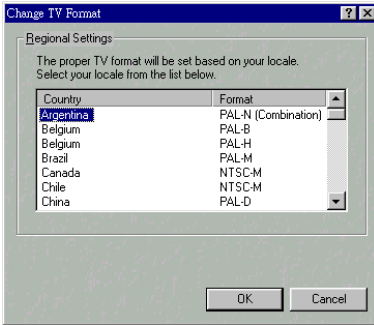 Change TV Format
Regional Settings
The proper TV format will be set based on your locale.
Select your locale from the list below.
Country Format
Argentina PAL-N (Combination)
Belgium PAL-B
Belgium PAL-H
Brazil PAL-M
Canada NTSC-M
Chile NTSC-M
China PAL-D
OK Cancel